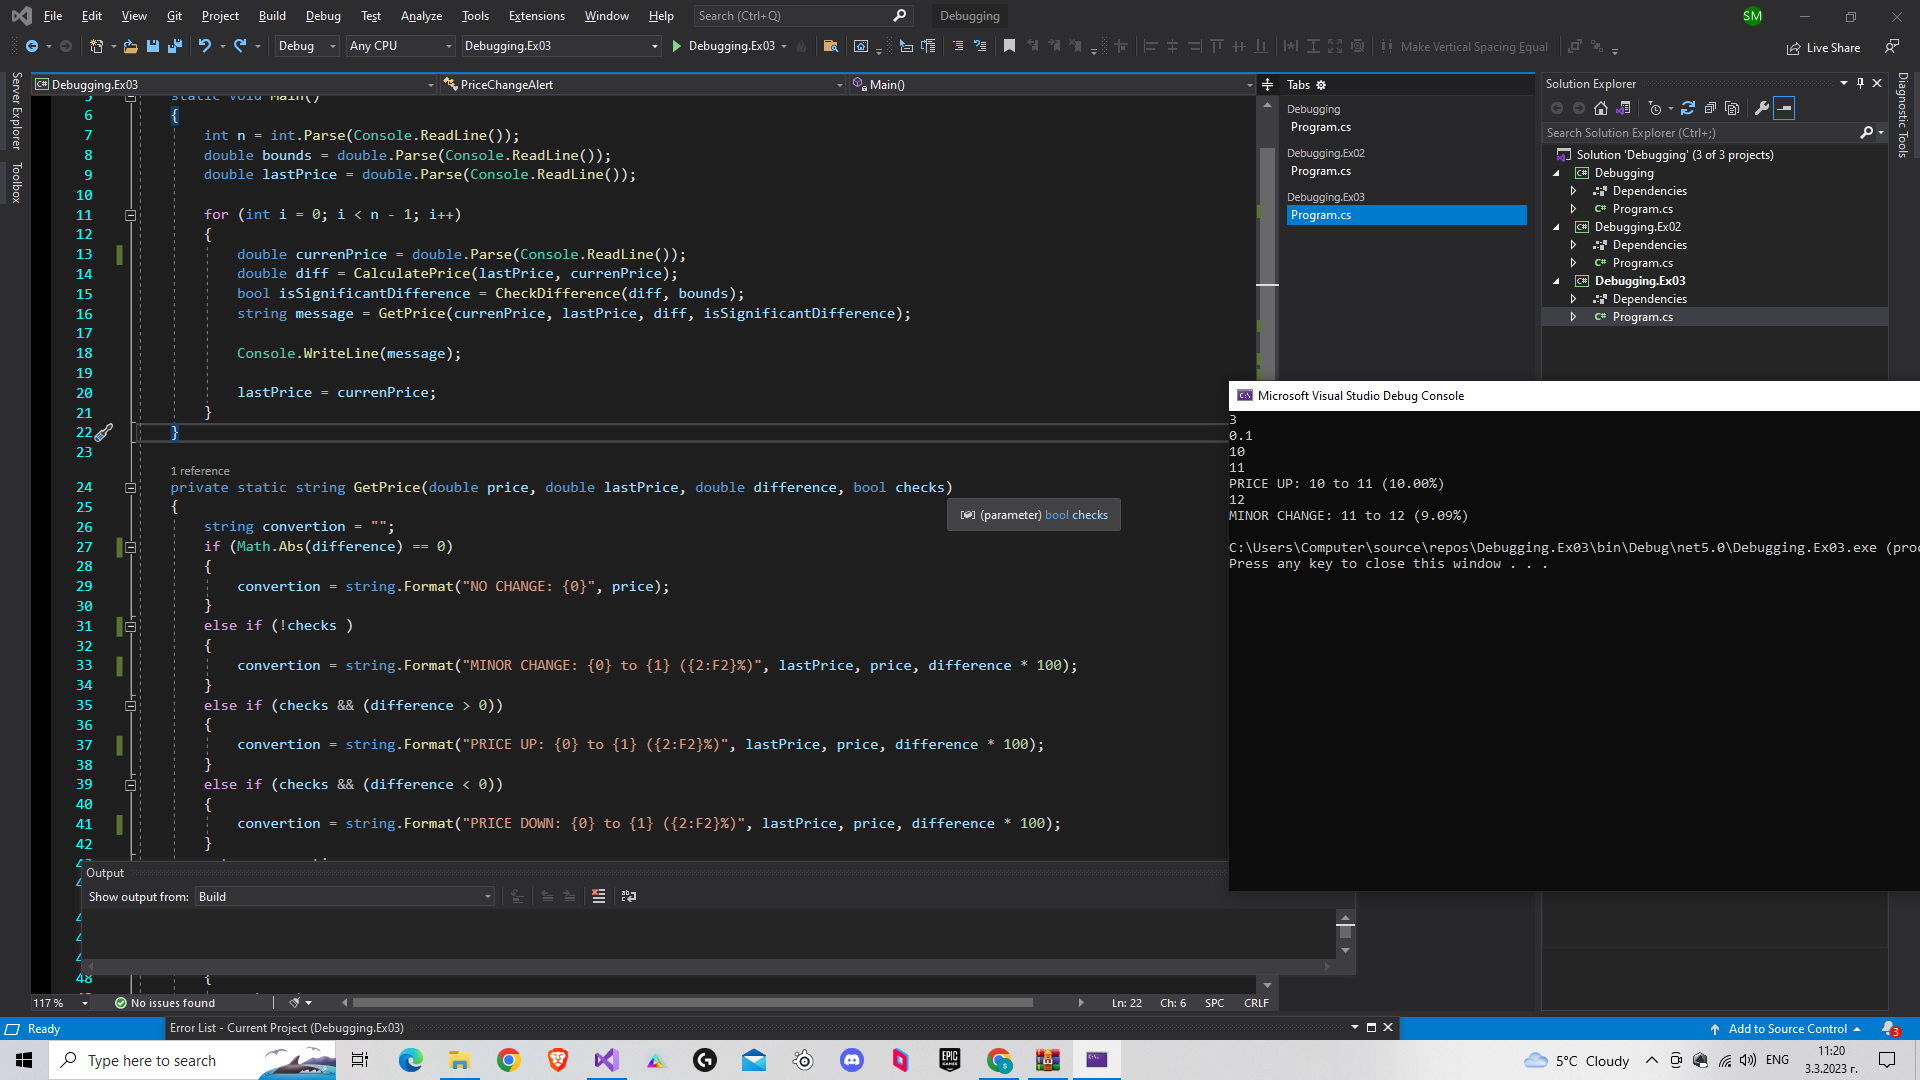 File Edit View Git Project Build Debug Test Analyze Tools Extensions Window Help Search (Ctrl+Q) Debugging SM
Debug Any CPU Debugging.Ex03 Debugging.Ex03 Make Vertical Spacing Equal Live Share
Server Explorer
Toolbox
Debugging.Ex03 PriceChangeAlert Main()
5 static void Main()
6 {
7 int n = int.Parse(Console.ReadLine());
8 double bounds = double.Parse(Console.ReadLine());
9 double lastPrice = double.Parse(Console.ReadLine());
10
11 for (int i = 0; i < n - 1; i++)
12 {
13 double currenPrice = double.Parse(Console.ReadLine());
14 double diff = CalculatePrice(lastPrice, currenPrice);
15 bool isSignificantDifference = CheckDifference(diff, bounds);
16 string message = GetPrice(currenPrice, lastPrice, diff, isSignificantDifference);
17
18 Console.WriteLine(message);
19
20 lastPrice = currenPrice;
21 }
22 }
23
1 reference
24 private static string GetPrice(double price, double lastPrice, double difference, bool checks)
25 {
(parameter) bool checks
26 string convertion = "";
27 if (Math.Abs(difference) == 0)
28 {
29 convertion = string.Format("NO CHANGE: {0}", price);
30 }
31 else if (!checks )
32 {
33 convertion = string.Format("MINOR CHANGE: {0} to {1} ({2:F2}%)", lastPrice, price, difference * 100);
34 }
35 else if (checks && (difference > 0))
36 {
37 convertion = string.Format("PRICE UP: {0} to {1} ({2:F2}%)", lastPrice, price, difference * 100);
38 }
39 else if (checks && (difference < 0))
40 {
41 convertion = string.Format("PRICE DOWN: {0} to {1} ({2:F2}%)", lastPrice, price, difference * 100);
42 }
48 {
Output
Show output from: Build
117 % No issues found Ln: 22 Ch: 6 SPC CRLF
Tabs
Debugging
Program.cs
Debugging.Ex02
Program.cs
Debugging.Ex03
Program.cs
Solution Explorer
Search Solution Explorer (Ctrl+;)
Solution 'Debugging' (3 of 3 projects)
Debugging
Dependencies
C# Program.cs
Debugging.Ex02
Dependencies
C# Program.cs
Debugging.Ex03
Dependencies
C# Program.cs
Diagnostic Tools
Microsoft Visual Studio Debug Console
3
0.1
10
11
PRICE UP: 10 to 11 (10.00%)
12
MINOR CHANGE: 11 to 12 (9.09%)
C:\Users\Computer\source\repos\Debugging.Ex03\bin\Debug\net5.0\Debugging.Ex03.exe (proc
Press any key to close this window . . .
Ready Error List - Current Project (Debugging.Ex03) Add to Source Control 3
Type here to search EPIC GAMES 5°C Cloudy ENG 11:20
3.3.2023 г.